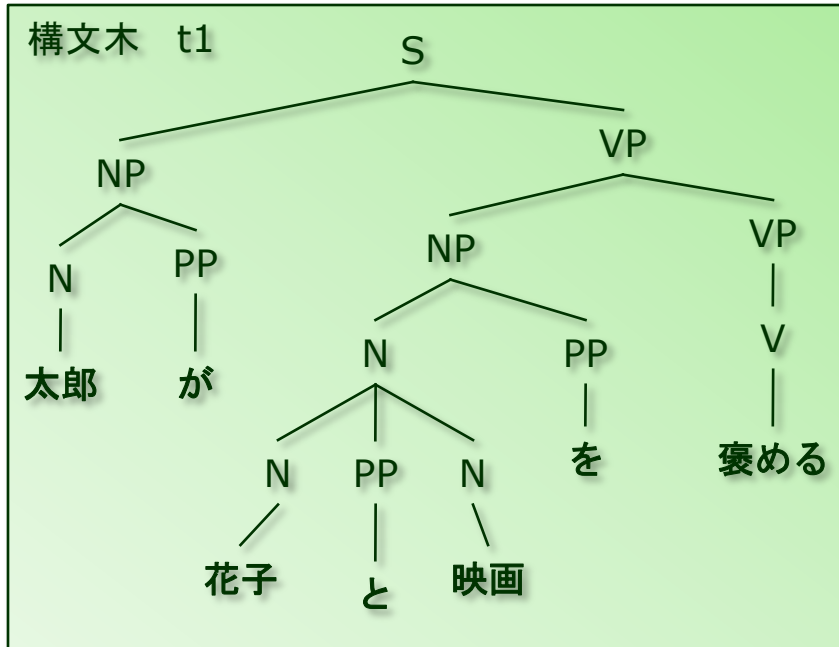 構文木 t1
S
NP VP
N PP NP VP
太郎 が N PP V
N PP N を 褒める
花子 と 映画